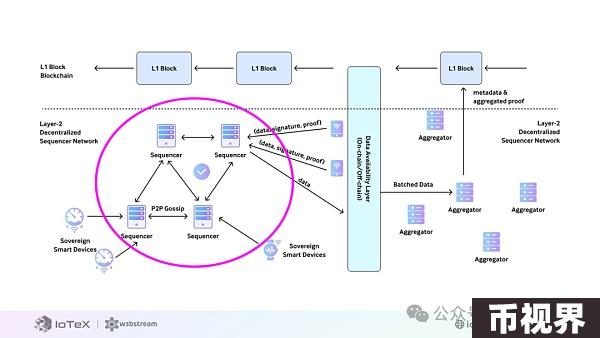 L1 Block
Blockchain
L1 Block
L1 Block
L1 Block
metadata &
aggregated proof
Layer-2
Decentralized
Sequencer Network
Layer-2
Decentralized
Sequencer Network
(data, signature, proof)
(data, signature, proof)
data
Sequencer
Sequencer
P2P Gossip
Sequencer
Sequencer
Sovereign
Smart Devices
Sovereign
Smart Devices
Data Availability Layer
(On-chain/Off-chain)
Batched Data
Aggregator
Aggregator
Aggregator
Aggregator
Aggregator
IoTeX
w3bstream
公众号
币视界